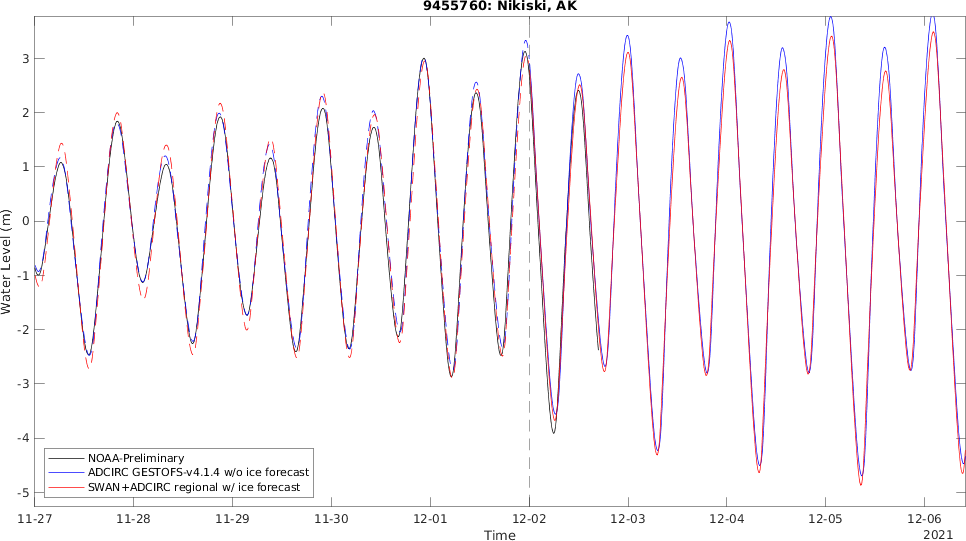 9455760: Nikiski, AK
Water Level (m)
3
2
1
0
-1
-2
-3
-4
-5
NOAA-Preliminary
ADCIRC GESTOFS-v4.1.4 w/o ice forecast
SWAN+ADCIRC regional w/ ice forecast
11-27 11-28 11-29 11-30 12-01 12-02 12-03 12-04 12-05 12-06
Time
2021